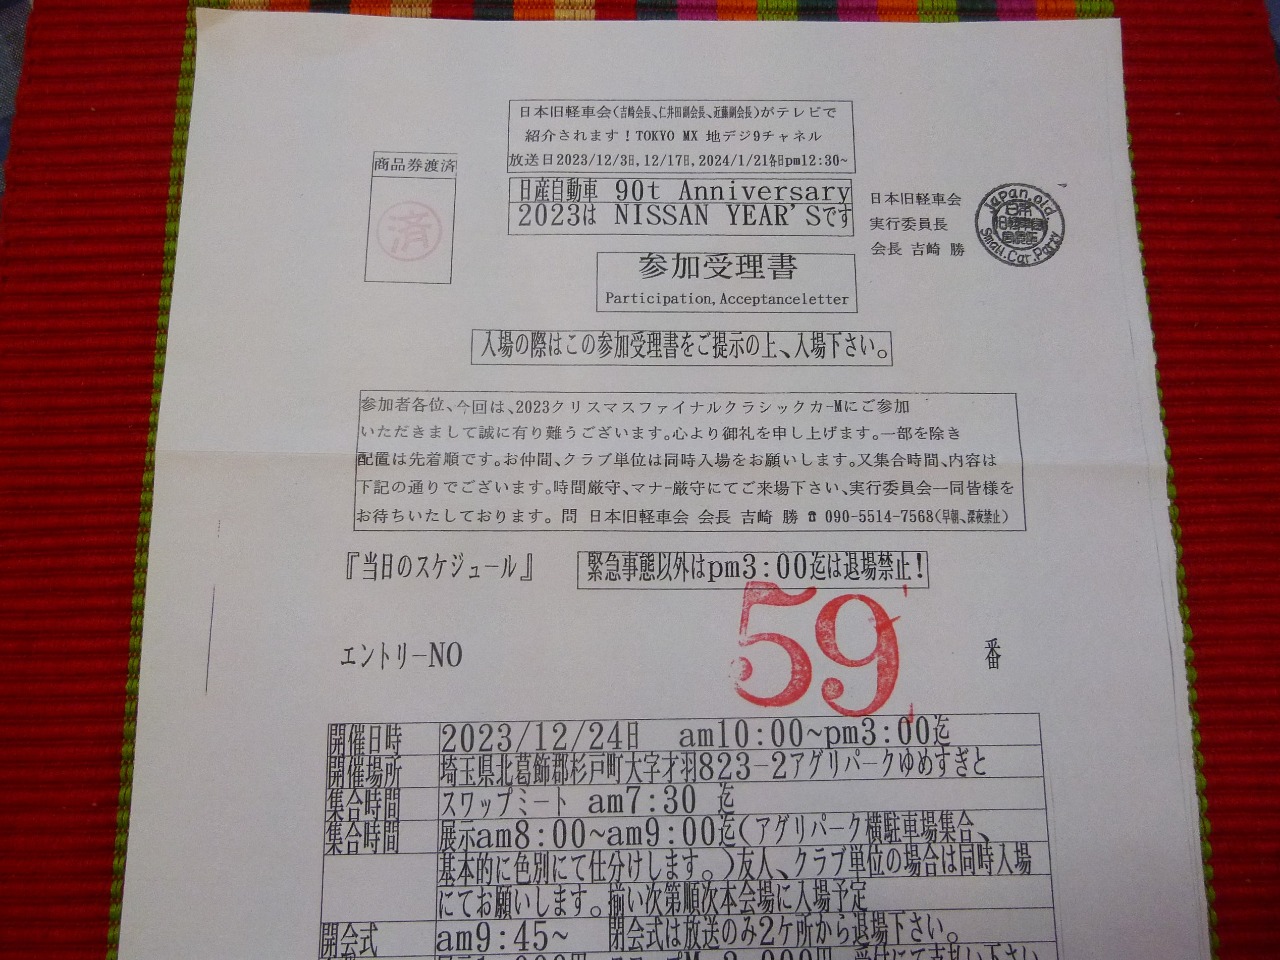 日本旧軽車会(吉崎会長、仁井田副会長、近藤副会長)がテレビで
紹介されます！TOKYO MX 地デジ9チャネル
放送日2023/12/3日,12/17日,2024/1/21各日pm12:30~
商品券渡済
済
日産自動車 90t Anniversary
2023は NISSAN YEAR'Sです
日本旧軽車会
実行委員長
会長 吉崎 勝
Japan old
Small.Car.Party
参加受理書
Participation,Acceptanceletter
入場の際はこの参加受理書をご提示の上、入場下さい。
参加者各位、今回は、2023クリスマスファイナルクラシックカ-Mにご参加
いただきまして誠に有り難うございます。心より御礼を申し上げます。一部を除き
配置は先着順です。お仲間、クラブ単位は同時入場をお願いします。又集合時間、内容は
下記の通りでございます。時間厳守、マナ-厳守にてご来場下さい、実行委員会一同皆様を
お待ちいたしております。 問 日本旧軽車会 会長 吉崎 勝 ☎ 090-5514-7568(早朝、深夜禁止)
『当日のスケジュール』 緊急事態以外はpm3:00迄は退場禁止！
エントリーNO 59 番
開催日時 2023/12/24日 am10:00~pm3:00迄
開催場所 埼玉県北葛飾郡杉戸町大字才羽823-2アグリパークゆめすぎと
集合時間 スワップミート am7:30 迄
集合時間 展示am8:00~am9:00迄(アグリパーク横駐車場集合、
基本的に色別にて仕分けします。)友人、クラブ単位の場合は同時入場
にてお願いします。揃い次第順次本会場に入場予定
開会式 am9:45~ 閉会式は放送のみ2ケ所から退場下さい。